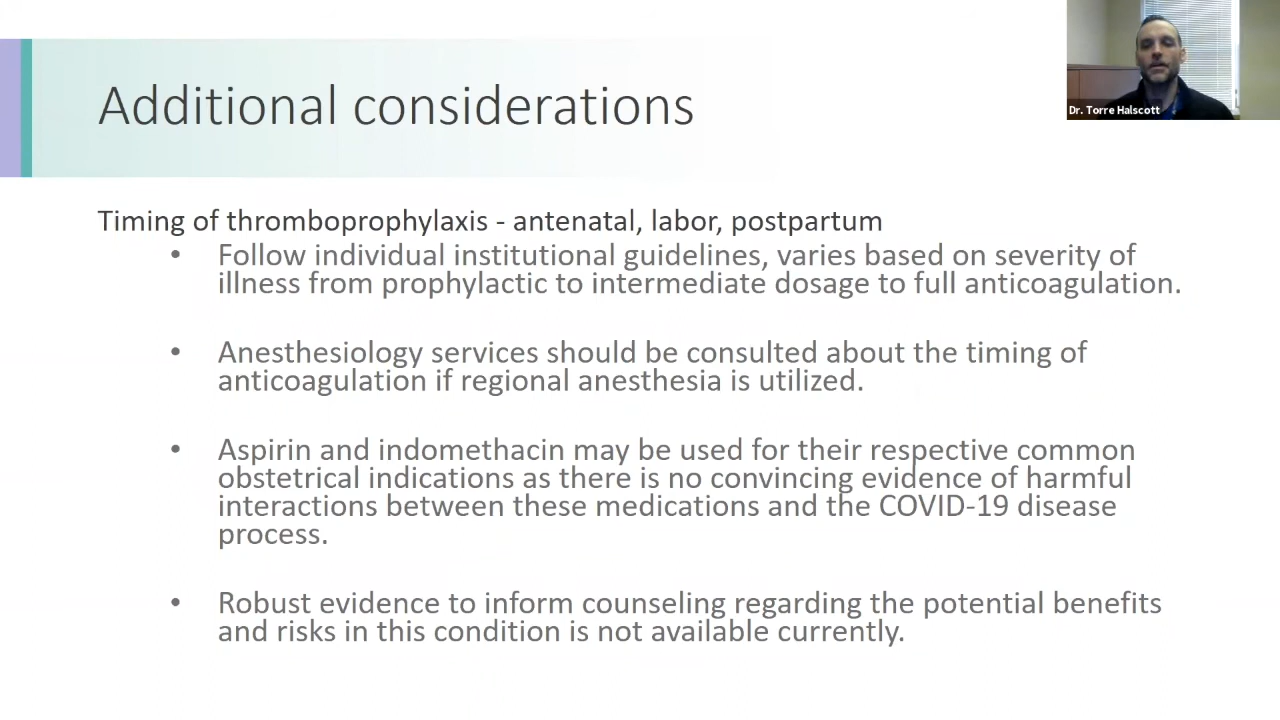 Additional considerations
Dr. Torre Halscott
Timing of thromboprophylaxis - antenatal, labor, postpartum
• Follow individual institutional guidelines, varies based on severity of
illness from prophylactic to intermediate dosage to full anticoagulation.
• Anesthesiology services should be consulted about the timing of
anticoagulation if regional anesthesia is utilized.
• Aspirin and indomethacin may be used for their respective common
obstetrical indications as there is no convincing evidence of harmful
interactions between these medications and the COVID-19 disease
process.
• Robust evidence to inform counseling regarding the potential benefits
and risks in this condition is not available currently.